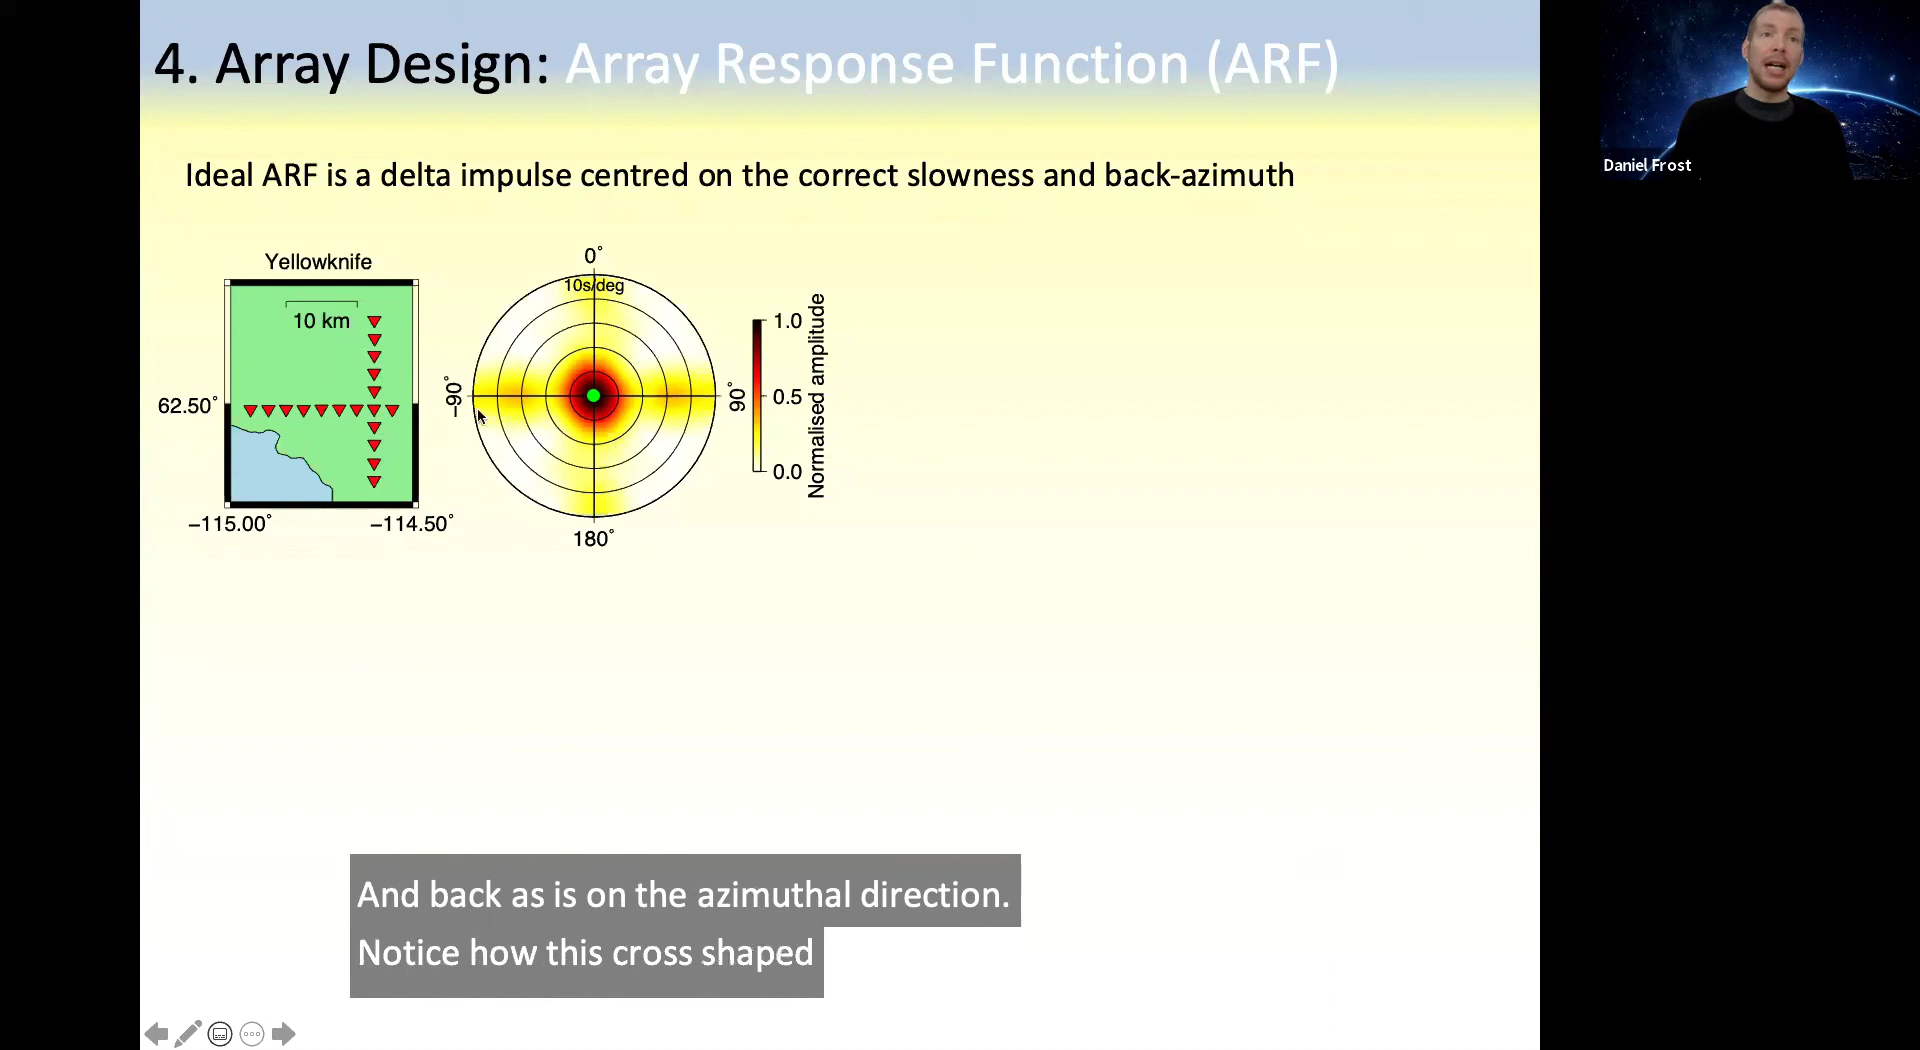 4. Array Design: Array Response Function (ARF)
Daniel Frost
Ideal ARF is a delta impulse centred on the correct slowness and back-azimuth
Yellowknife
10 km
62.50°
−115.00°
−114.50°
0°
10s/deg
−90°
90°
180°
1.0
0.5
0.0
Normalised amplitude
And back as is on the azimuthal direction.
Notice how this cross shaped